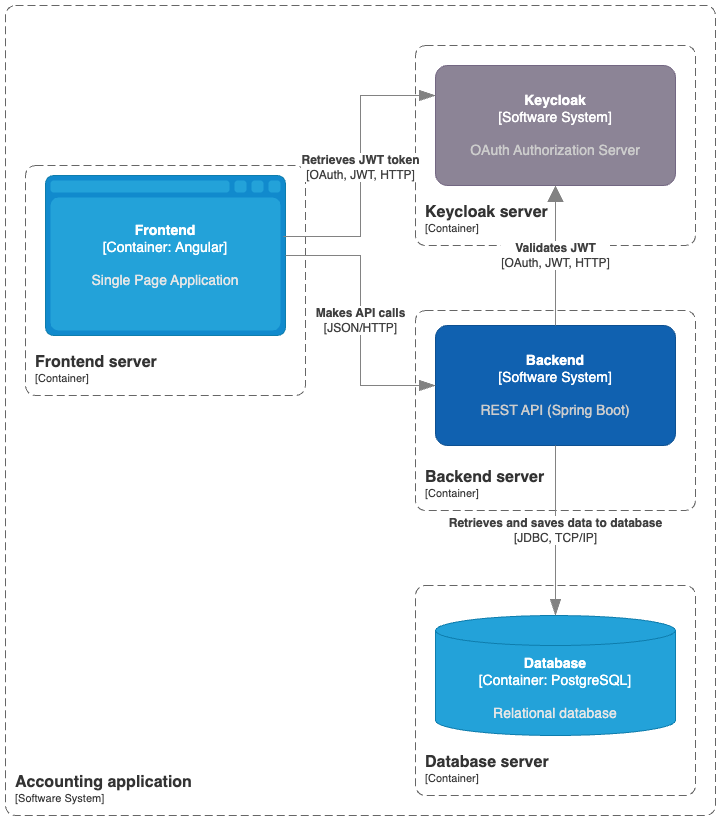 Keycloak
[Software System]
OAuth Authorization Server
Keycloak server
[Container]
Retrieves JWT token
[OAuth, JWT, HTTP]
Frontend
[Container: Angular]
Single Page Application
Frontend server
[Container]
Validates JWT
[OAuth, JWT, HTTP]
Makes API calls
[JSON/HTTP]
Backend
[Software System]
REST API (Spring Boot)
Backend server
[Container]
Retrieves and saves data to database
[JDBC, TCP/IP]
Database
[Container: PostgreSQL]
Relational database
Database server
[Container]
Accounting application
[Software System]